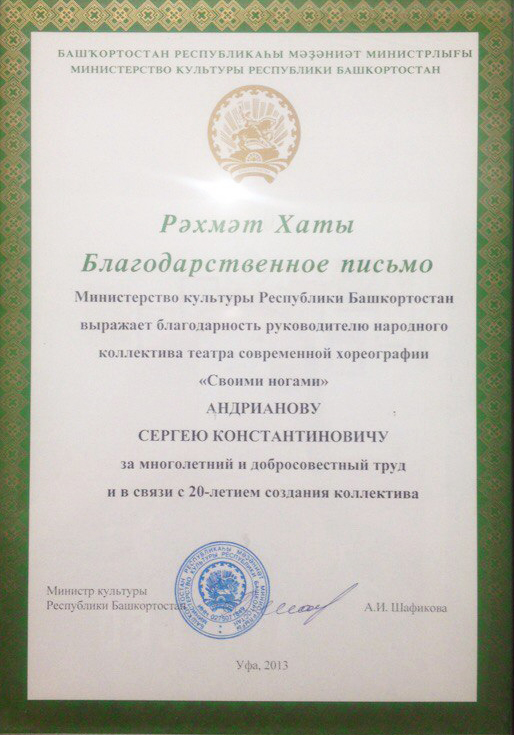 БАШҠОРТОСТАН РЕСПУБЛИКАҺЫ МӘҘӘНИӘТ МИНИСТРЛЫҒЫ
МИНИСТЕРСТВО КУЛЬТУРЫ РЕСПУБЛИКИ БАШКОРТОСТАН
Рәхмәт Хаты
Благодарственное письмо
Министерство культуры Республики Башкортостан
выражает благодарность руководителю народного
коллектива театра современной хореографии
«Своими ногами»
АНДРИАНОВУ
СЕРГЕЮ КОНСТАНТИНОВИЧУ
за многолетний и добросовестный труд
и в связи с 20-летием создания коллектива
Министр культуры
Республики Башкортостан
А.И. Шафикова
Уфа, 2013